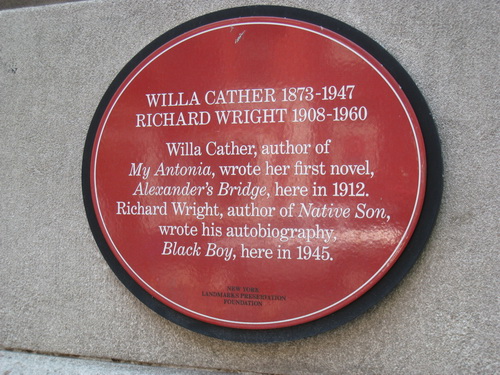 WILLA CATHER 1873-1947
RICHARD WRIGHT 1908-1960
Willa Cather, author of
My Antonia, wrote her first novel,
Alexander's Bridge, here in 1912.
Richard Wright, author of Native Son,
wrote his autobiography,
Black Boy, here in 1945.
NEW YORK
LANDMARKS PRESERVATION
FOUNDATION